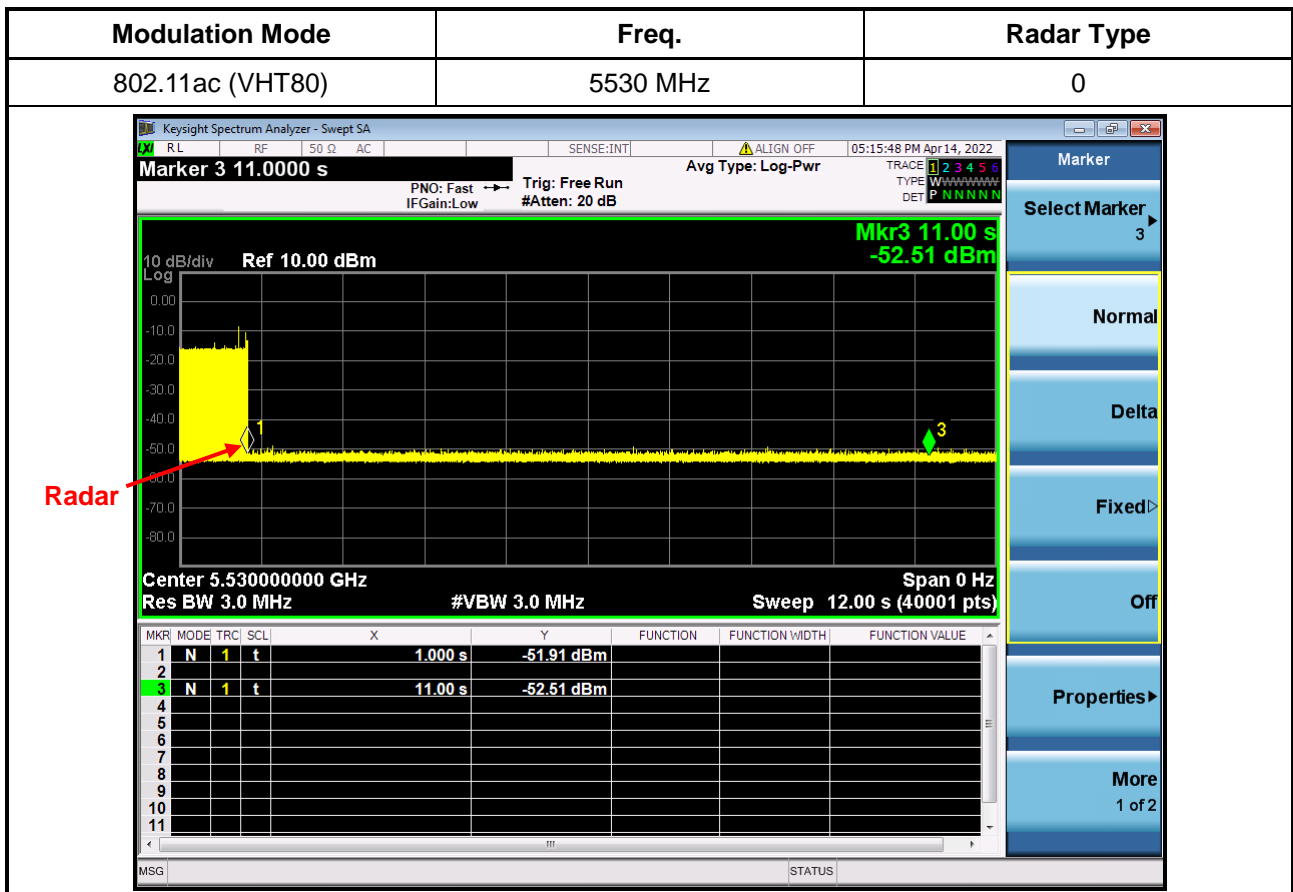 Modulation Mode Freq. Radar Type
802.11ac (VHT80) 5530 MHz 0
Keysight Spectrum Analyzer - Swept SA
LXI RL RF 50 Ω AC SENSE:INT ALIGN OFF 05:15:48 PM Apr 14, 2022
Marker 3 11.0000 s
Avg Type: Log-Pwr
TRACE 1 2 3 4 5 6
PNO: Fast Trig: Free Run
TYPE WWWWWW
IFGain:Low #Atten: 20 dB
DET P N N N N N
Marker
Select Marker
3
Mkr3 11.00 s
-52.51 dBm
10 dB/div Ref 10.00 dBm
Log
0.00
-10.0
-20.0
-30.0
-40.0
-50.0
-60.0
-70.0
-80.0
1
3
Radar
Center 5.530000000 GHz Span 0 Hz
Res BW 3.0 MHz #VBW 3.0 MHz Sweep 12.00 s (40001 pts)
Normal
Delta
Fixed
Off
Properties
More
1 of 2
MKR MODE TRC SCL X Y FUNCTION FUNCTION WIDTH FUNCTION VALUE
1 N 1 t 1.000 s -51.91 dBm
2
3 N 1 t 11.00 s -52.51 dBm
4
5
6
7
8
9
10
11
MSG STATUS